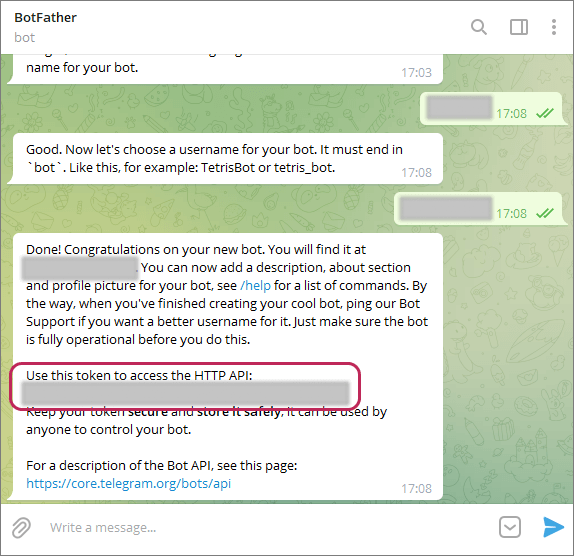 BotFather
bot
name for your bot.
17:03
17:08
Good. Now let's choose a username for your bot. It must end in
`bot`. Like this, for example: TetrisBot or tetris_bot.
17:08
17:08
Done! Congratulations on your new bot. You will find it at
. You can now add a description, about section
and profile picture for your bot, see /help for a list of commands. By
the way, when you've finished creating your cool bot, ping our Bot
Support if you want a better username for it. Just make sure the bot
is fully operational before you do this.
Use this token to access the HTTP API:
Keep your token secure and store it safely, it can be used by
anyone to control your bot.
For a description of the Bot API, see this page:
https://core.telegram.org/bots/api
17:08
Write a message...